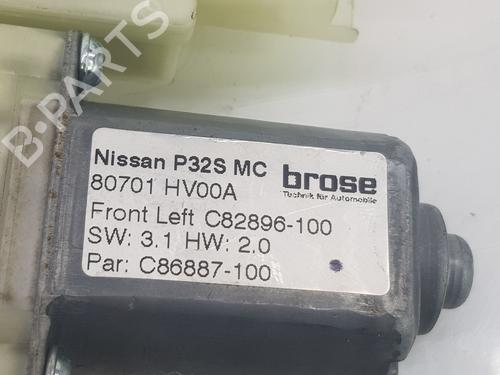 B-PARTS
Nissan P32S MC
brose
80701 HV00A
Technik für Automobile
Front Left C82896-100
SW: 3.1 HW: 2.0
Par: C86887-100